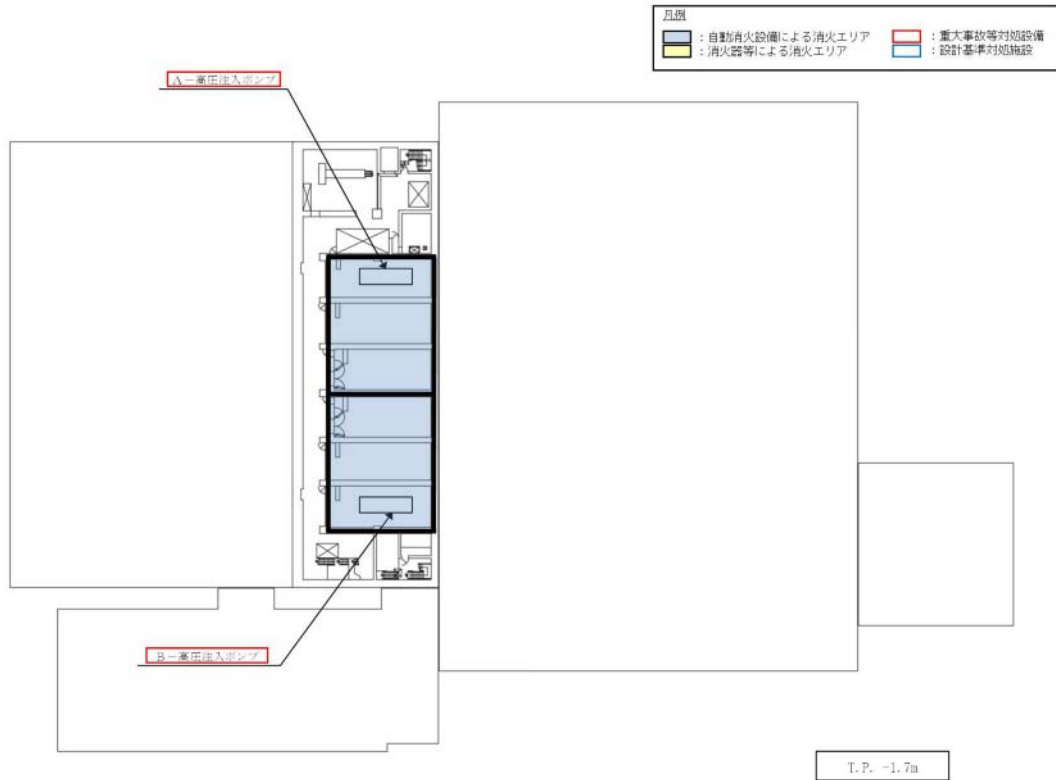 凡例
：自動消火設備による消火エリア
：重大事故等対処設備
：消火器等による消火エリア
：設計基準対処施設
A－高圧注入ポンプ
B－高圧注入ポンプ
T.P. -1.7m